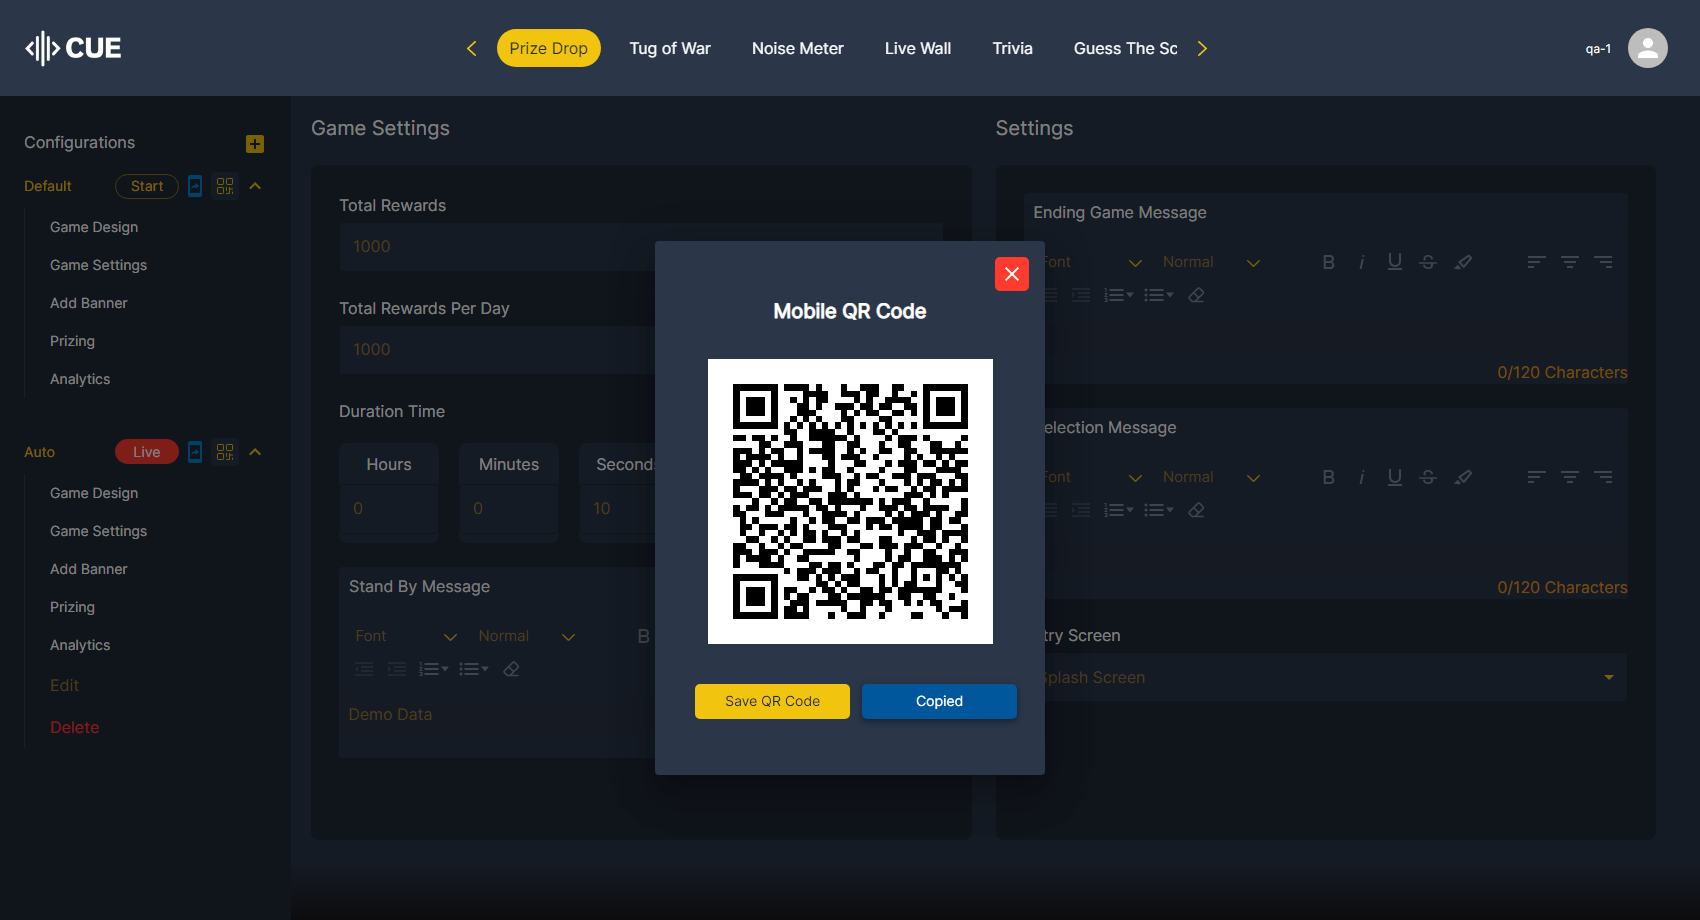 CUE
Prize Drop
Tug of War
Noise Meter
Live Wall
Trivia
Guess The Sc
qa-1
Configurations
Default
Start
Game Design
Game Settings
Add Banner
Prizing
Analytics
Auto
Live
Game Design
Game Settings
Add Banner
Prizing
Analytics
Edit
Delete
Game Settings
Total Rewards
1000
Total Rewards Per Day
1000
Duration Time
Hours
Minutes
Seconds
0
0
10
Stand By Message
Font
Normal
B
Demo Data
Settings
Ending Game Message
Font
Normal
B i U S
0/120 Characters
election Message
Font
Normal
B i U S
0/120 Characters
try Screen
Splash Screen
Mobile QR Code
Save QR Code
Copied